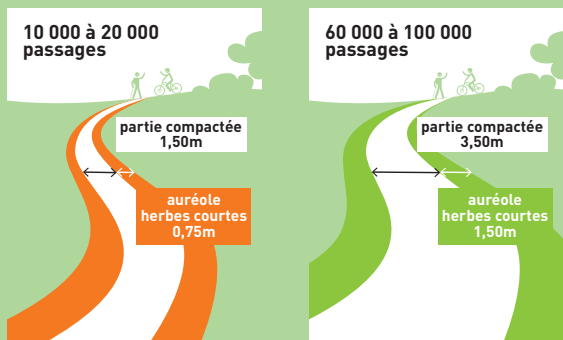 10 000 à 20 000
passages
partie compactée
1,50m
auréole
herbes courtes
0,75m
60 000 à 100 000
passages
partie compactée
3,50m
auréole
herbes courtes
1,50m